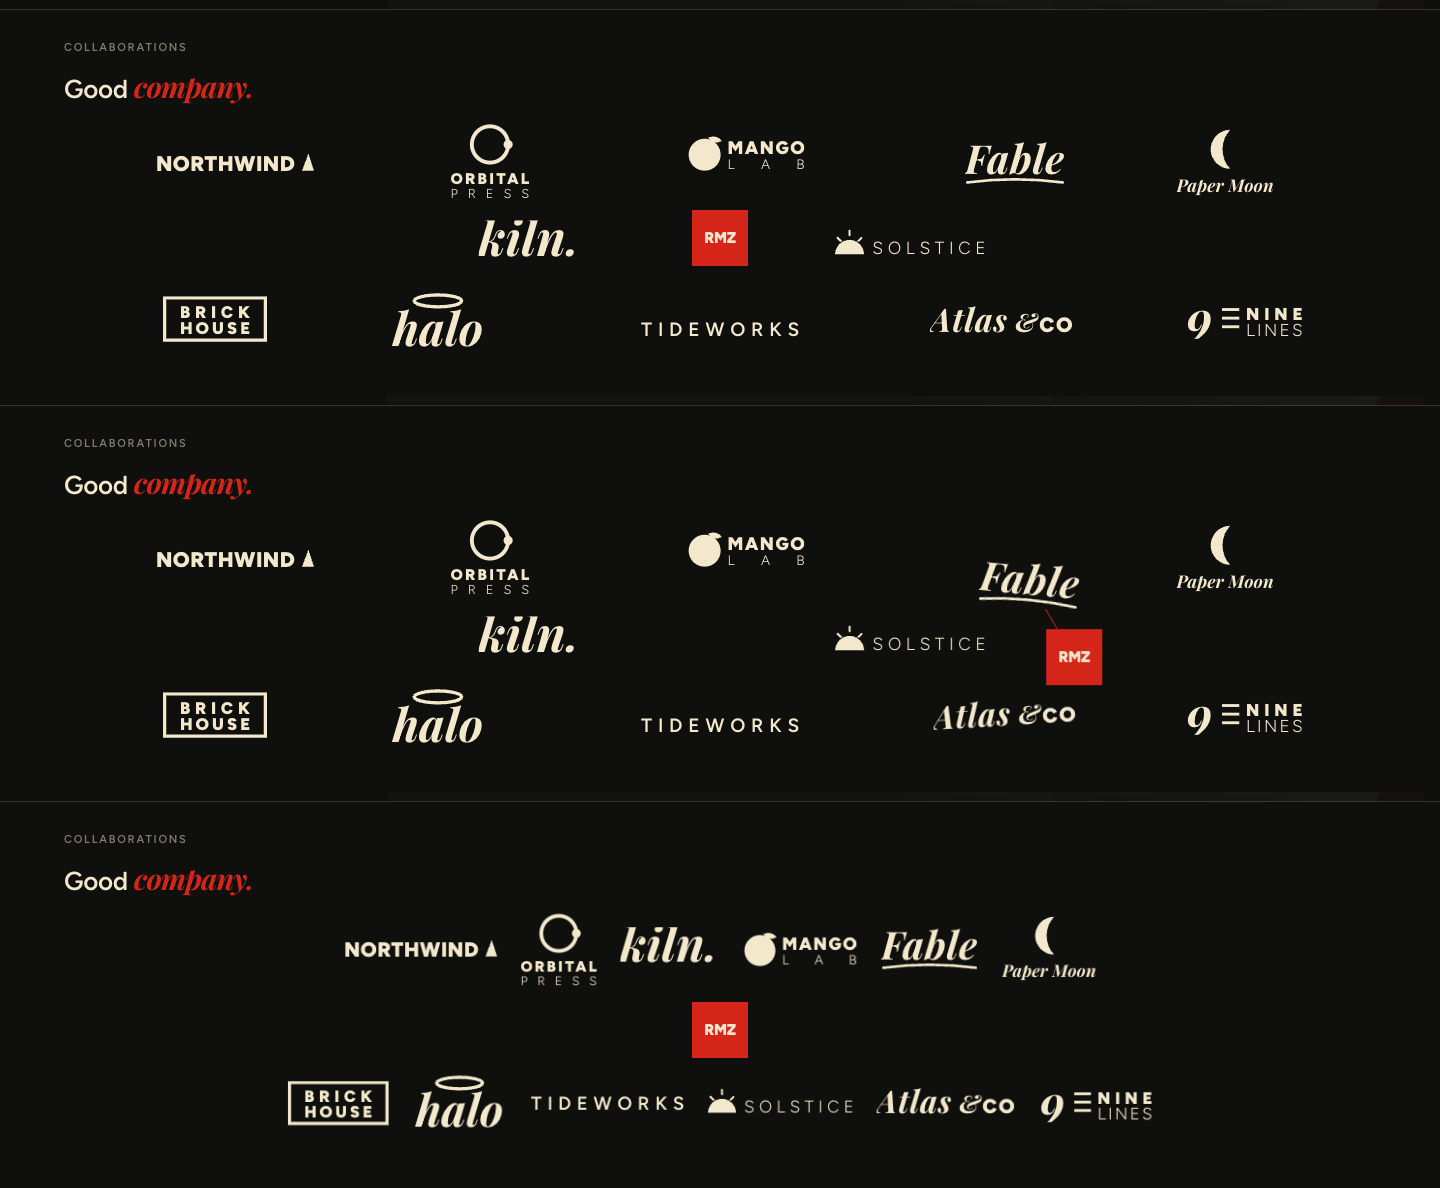 COLLABORATIONS
Good company.
NORTHWIND
ORBITAL
PRESS
MANGO
LAB
Fable
Paper Moon
kiln.
RMZ
SOLSTICE
BRICK
HOUSE
halo
TIDEWORKS
Atlas &co
9 NINE
LINES
COLLABORATIONS
Good company.
NORTHWIND
ORBITAL
PRESS
MANGO
LAB
Fable
Paper Moon
kiln.
SOLSTICE
RMZ
BRICK
HOUSE
halo
TIDEWORKS
Atlas &co
9 NINE
LINES
COLLABORATIONS
Good company.
NORTHWIND
ORBITAL
PRESS
kiln.
MANGO
LAB
Fable
Paper Moon
RMZ
BRICK
HOUSE
halo
TIDEWORKS
SOLSTICE
Atlas &co
9 NINE
LINES